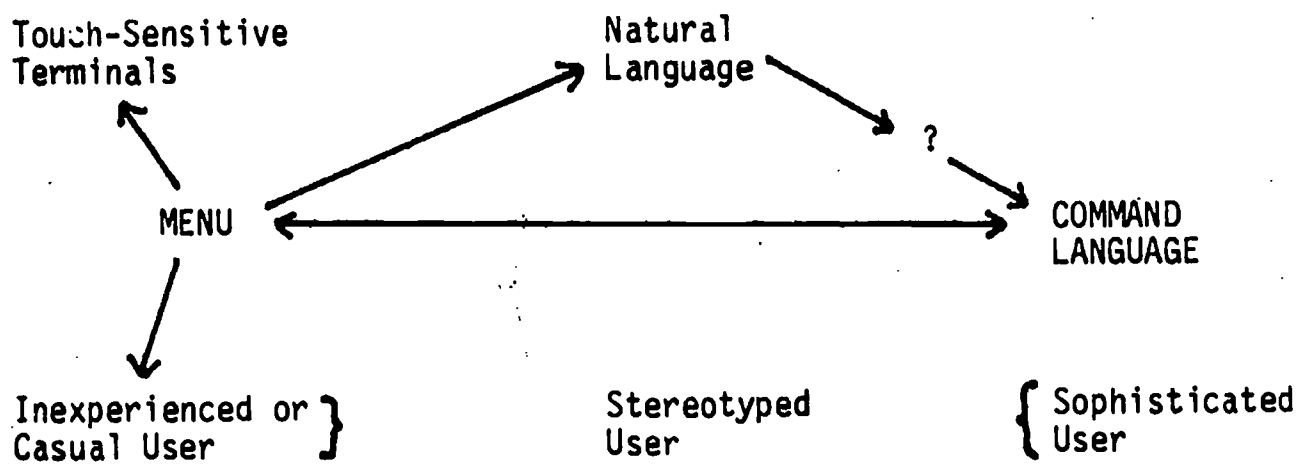 Touch-Sensitive
Terminals
Natural
Language
?
MENU
COMMAND
LANGUAGE
Inexperienced or }
Casual User
Stereotyped
User
{ Sophisticated
User